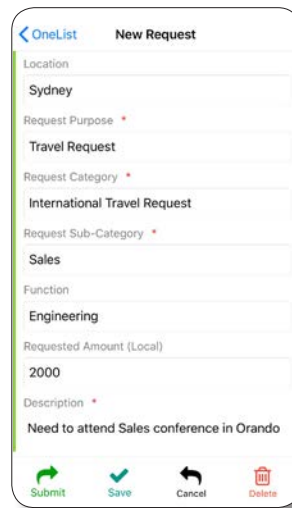 OneList New Request
Location
Sydney
Request Purpose *
Travel Request
Request Category *
International Travel Request
Request Sub-Category *
Sales
Function
Engineering
Requested Amount (Local)
2000
Description *
Need to attend Sales conference in Orando
Submit Save Cancel Delete